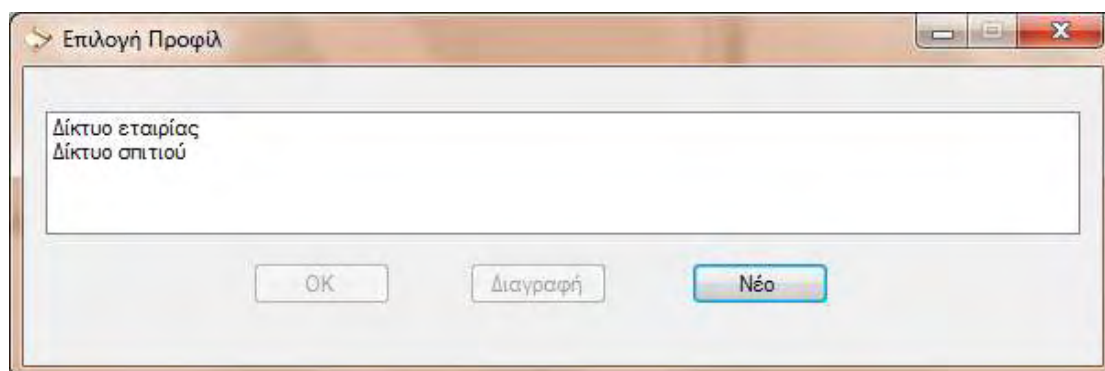 Επιλογή Προφίλ
Δίκτυο εταιρίας
Δίκτυο σπιτιού
OK
Διαγραφή
Νέο